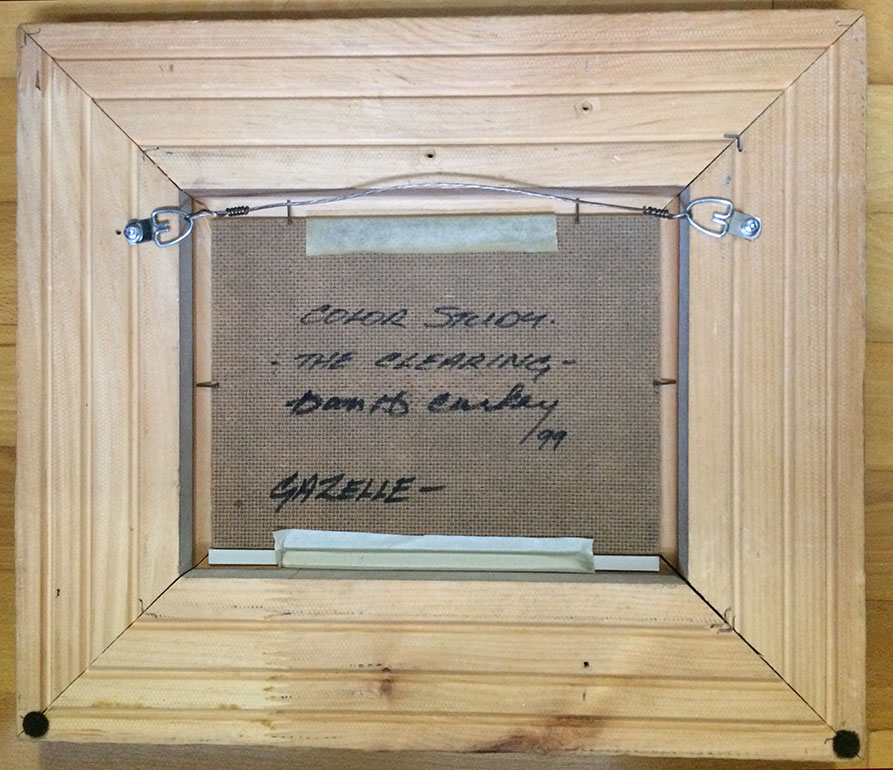 COLOR STUDY.
- THE CLEARING -
/99
GAZELLE -